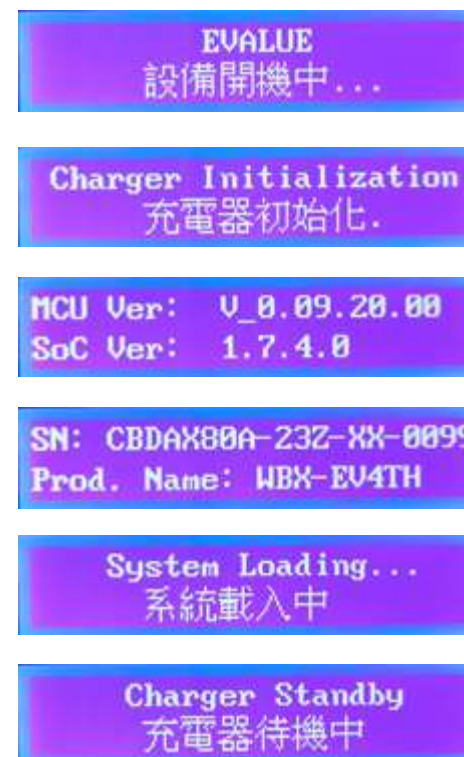 EVALUE
設備開機中...
Charger Initialization
充電器初始化.
MCU Ver: V_0.09.20.00
SoC Ver: 1.7.4.0
SN: CBDAX80A-23Z-XX-0099
Prod. Name: WBX-EV4TH
System Loading...
系統載入中
Charger Standby
充電器待機中